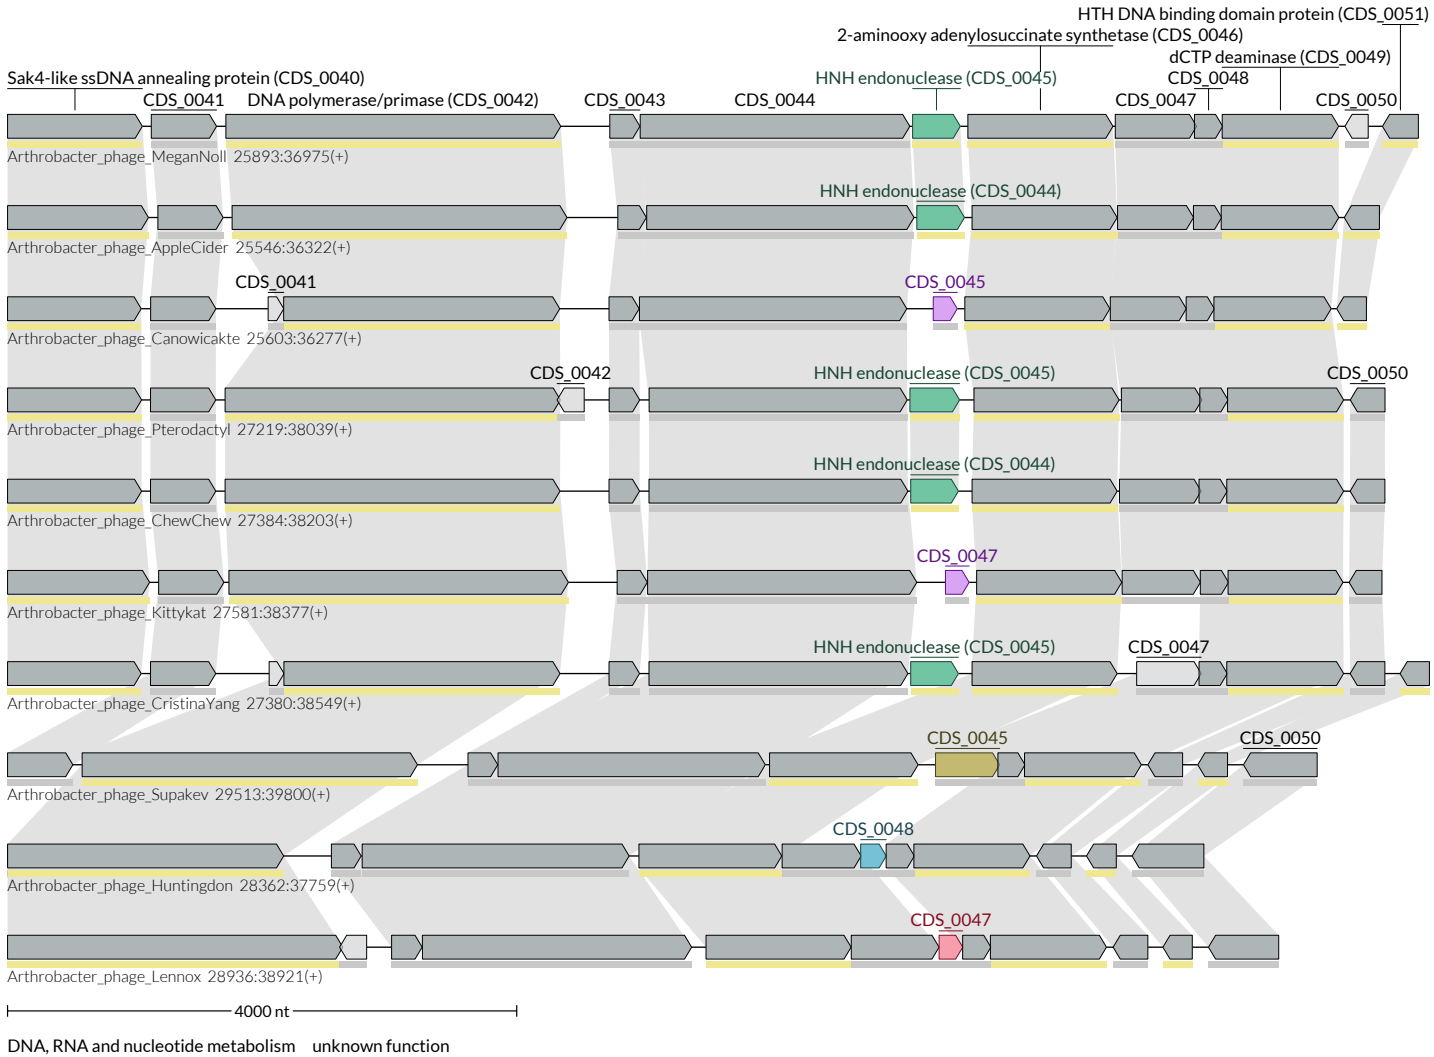 HTH DNA binding domain protein (CDS_0051)
2-aminooxy adenylosuccinate synthetase (CDS_0046)
dCTP deaminase (CDS_0049)
Sak4-like ssDNA annealing protein (CDS_0040)
HNH endonuclease (CDS_0045)
CDS_0048
CDS_0041
DNA polymerase/primase (CDS_0042)
CDS_0043
CDS_0044
CDS_0047
CDS_0050
Arthrobacter_phage_MeganNoll 25893:36975(+)
HNH endonuclease (CDS_0044)
Arthrobacter_phage_AppleCider 25546:36322(+)
CDS_0041
CDS_0045
Arthrobacter_phage_Canowicakte 25603:36277(+)
CDS_0042
HNH endonuclease (CDS_0045)
CDS_0050
Arthrobacter_phage_Pterodactyl 27219:38039(+)
HNH endonuclease (CDS_0044)
Arthrobacter_phage_ChewChew 27384:38203(+)
CDS_0047
Arthrobacter_phage_Kittykat 27581:38377(+)
HNH endonuclease (CDS_0045)
CDS_0047
Arthrobacter_phage_CristinaYang 27380:38549(+)
CDS_0045
CDS_0050
Arthrobacter_phage_Supakev 29513:39800(+)
CDS_0048
Arthrobacter_phage_Huntingdon 28362:37759(+)
CDS_0047
Arthrobacter_phage_Lennox 28936:38921(+)
4000 nt
DNA, RNA and nucleotide metabolism unknown function